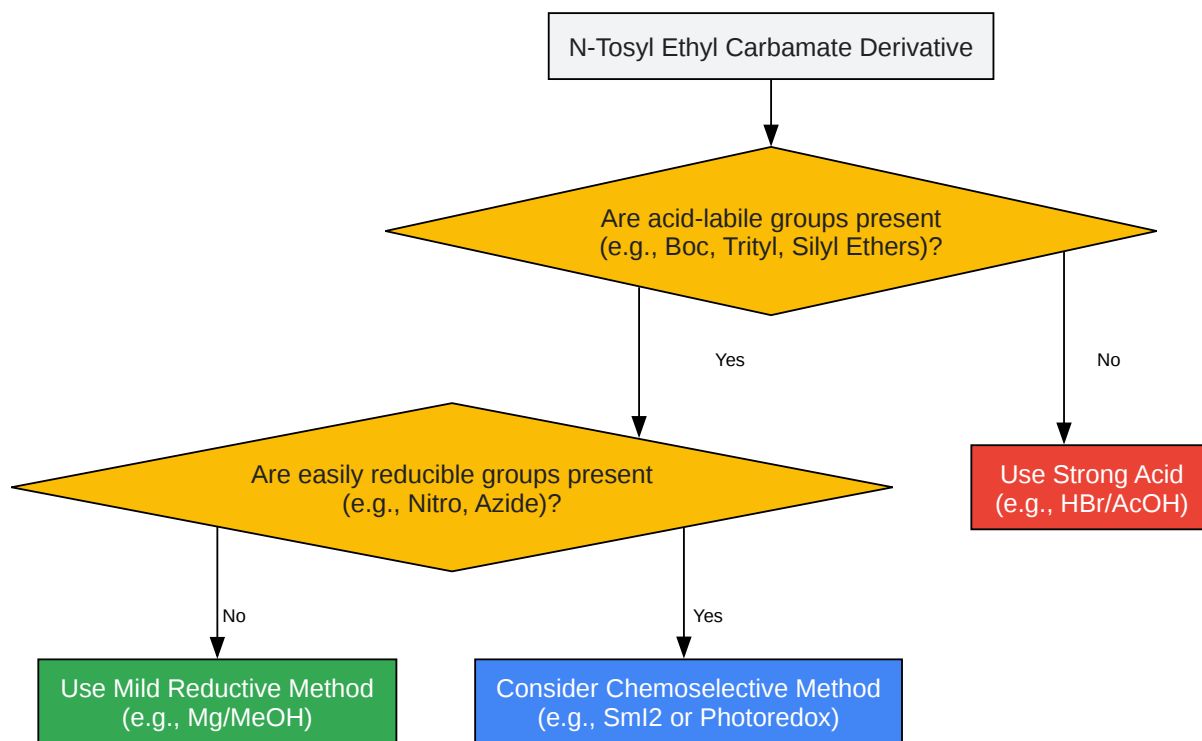 N-Tosyl Ethyl Carbamate Derivative
Are acid-labile groups present
(e.g., Boc, Trityl, Silyl Ethers)?
Yes
No
Are easily reducible groups present
(e.g., Nitro, Azide)?
Use Strong Acid
(e.g., HBr/AcOH)
No
Yes
Use Mild Reductive Method
(e.g., Mg/MeOH)
Consider Chemoselective Method
(e.g., SmI2 or Photoredox)